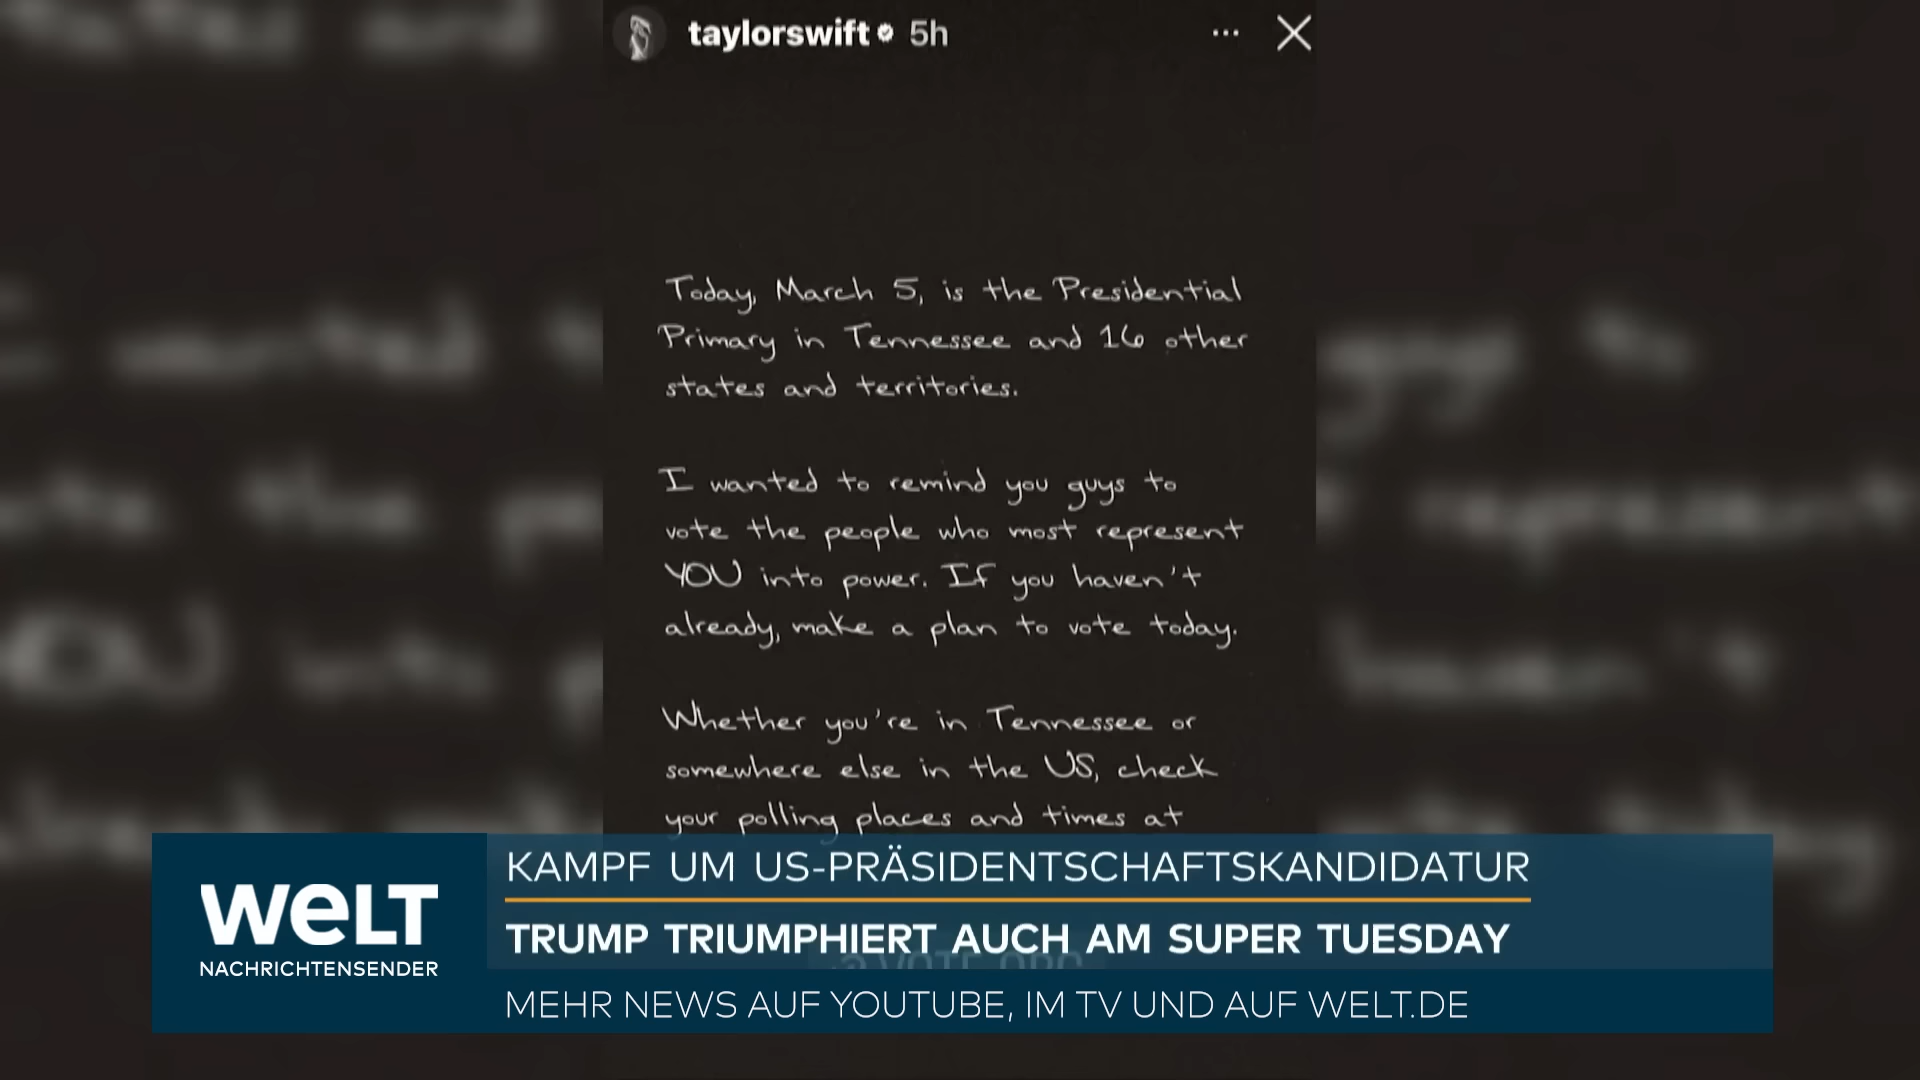 taylorswift 5h
Today, March 5, is the Presidential
Primary in Tennessee and 16 other
states and territories.
I wanted to remind you guys to
vote the people who most represent
YOU into power. If you haven't
already, make a plan to vote today.
Whether you're in Tennessee or
somewhere else in the US, check
your polling places and times at
VOTE.ORG
WELT
NACHRICHTENSENDER
KAMPF UM US-PRÄSIDENTSCHAFTSKANDIDATUR
TRUMP TRIUMPHIERT AUCH AM SUPER TUESDAY
MEHR NEWS AUF YOUTUBE, IM TV UND AUF WELT.DE